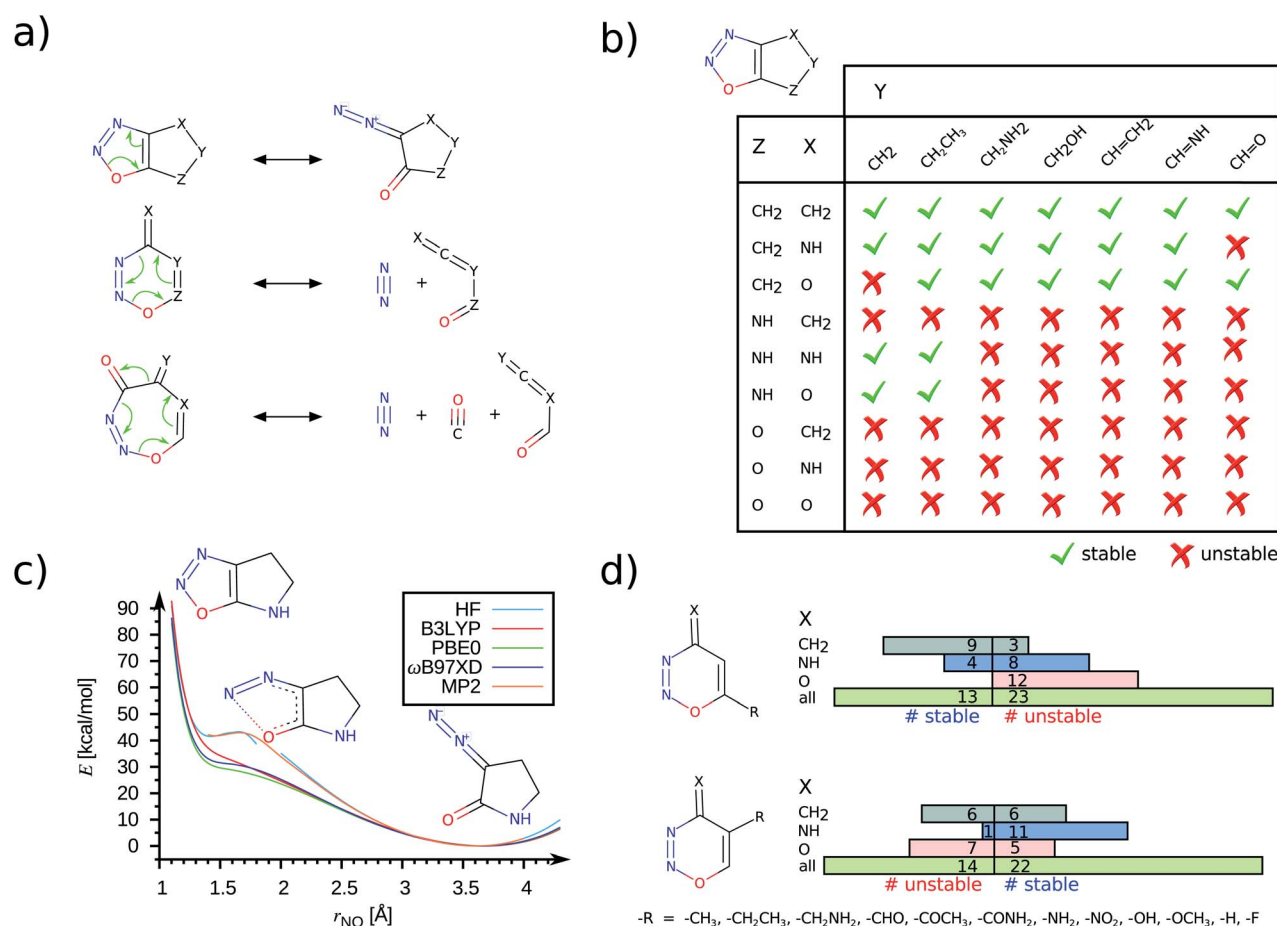 a)
N
N
O
X
Y
Z
N⁻
N⁺
O
X
Y
Z
X
N
N
O
Y
Z
N
N
+
X
C
Y
Z
O
O
Y
X
N
N
O
N
N
+
O
C
+
Y
C
X
O
b)
N
N
O
X
Y
Z
Y
Z X CH2 CH₂CH₃ CH₂NH2 CH2OH CH=CH2 CH=NH CH=O
CH₂ CH₂
CH₂ NH
CH₂ O
NH CH₂
NH NH
NH O
O CH₂
O NH
O O
stable unstable
c)
N
N
O
NH
N
N
O
NH
N⁻
N⁺
O
NH
HF
B3LYP
PBE0
ωB97XD
MP2
E [kcal/mol]
90
80
70
60
50
40
30
20
10
0
1 1.5 2 2.5 3 3.5 4
r_NO [Å]
d)
X
N
N
O
R
X
CH₂ 9 3
NH 4 8
O 12
all 13 23
# stable # unstable
X
N
N
O
R
X
CH₂ 6 6
NH 1 11
O 7 5
all 14 22
# unstable # stable
-R = -CH₃, -CH₂CH₃, -CH₂NH₂, -CHO, -COCH₃, -CONH₂, -NH₂, -NO₂, -OH, -OCH₃, -H, -F